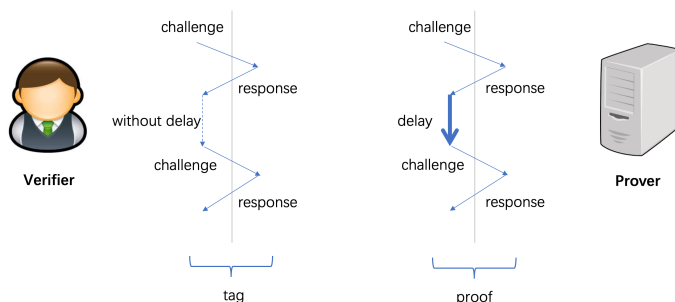 challenge
challenge
response
response
without delay
delay
challenge
challenge
Verifier
Prover
response
response
tag
proof